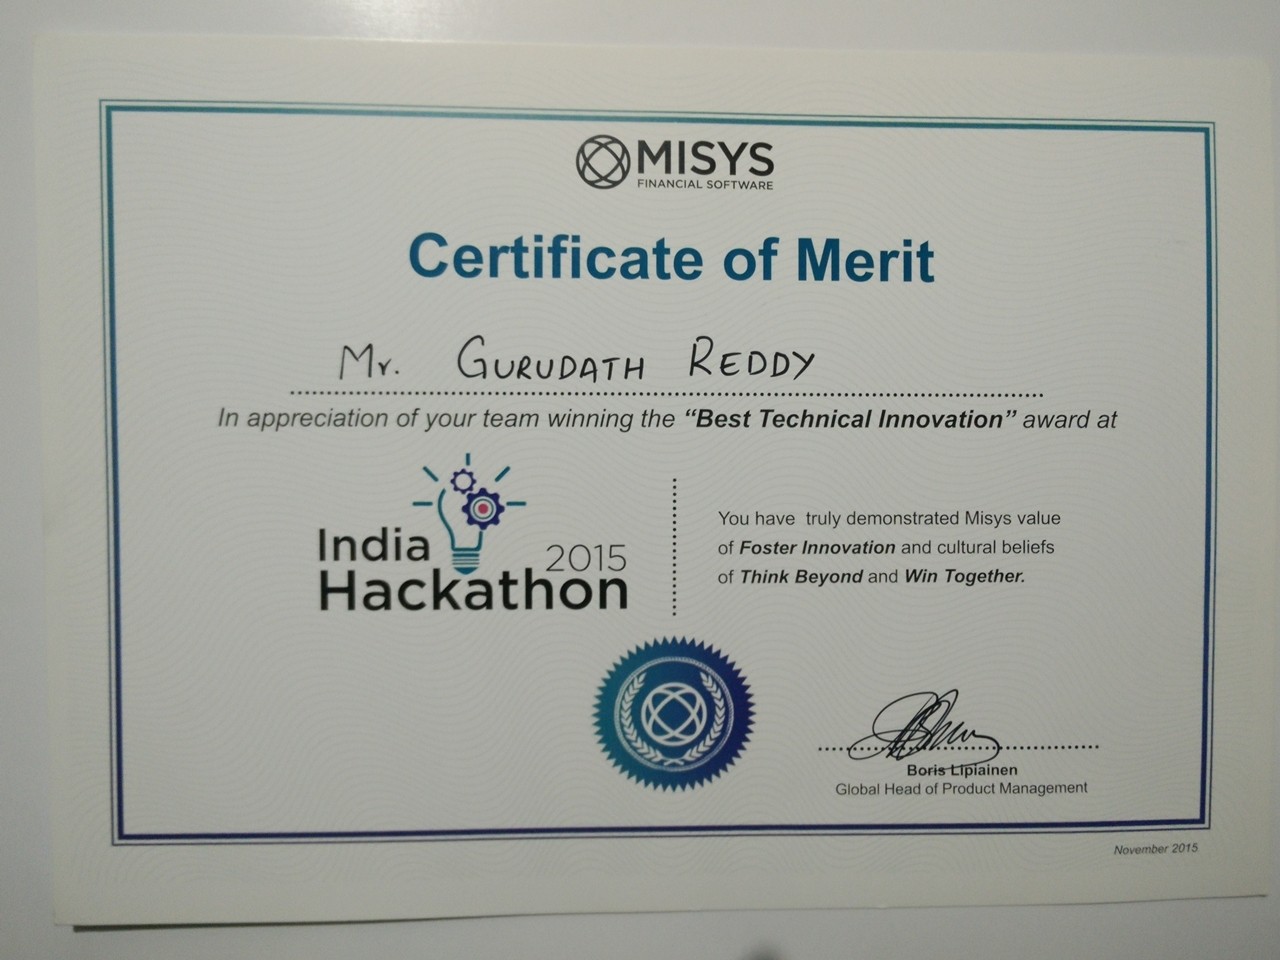 MISYS
FINANCIAL SOFTWARE
Certificate of Merit
Mr. GURUDATH REDDY
In appreciation of your team winning the “Best Technical Innovation” award at
India 2015
Hackathon
You have truly demonstrated Misys value
of Foster Innovation and cultural beliefs
of Think Beyond and Win Together.
Boris Lipiainen
Global Head of Product Management
November 2015